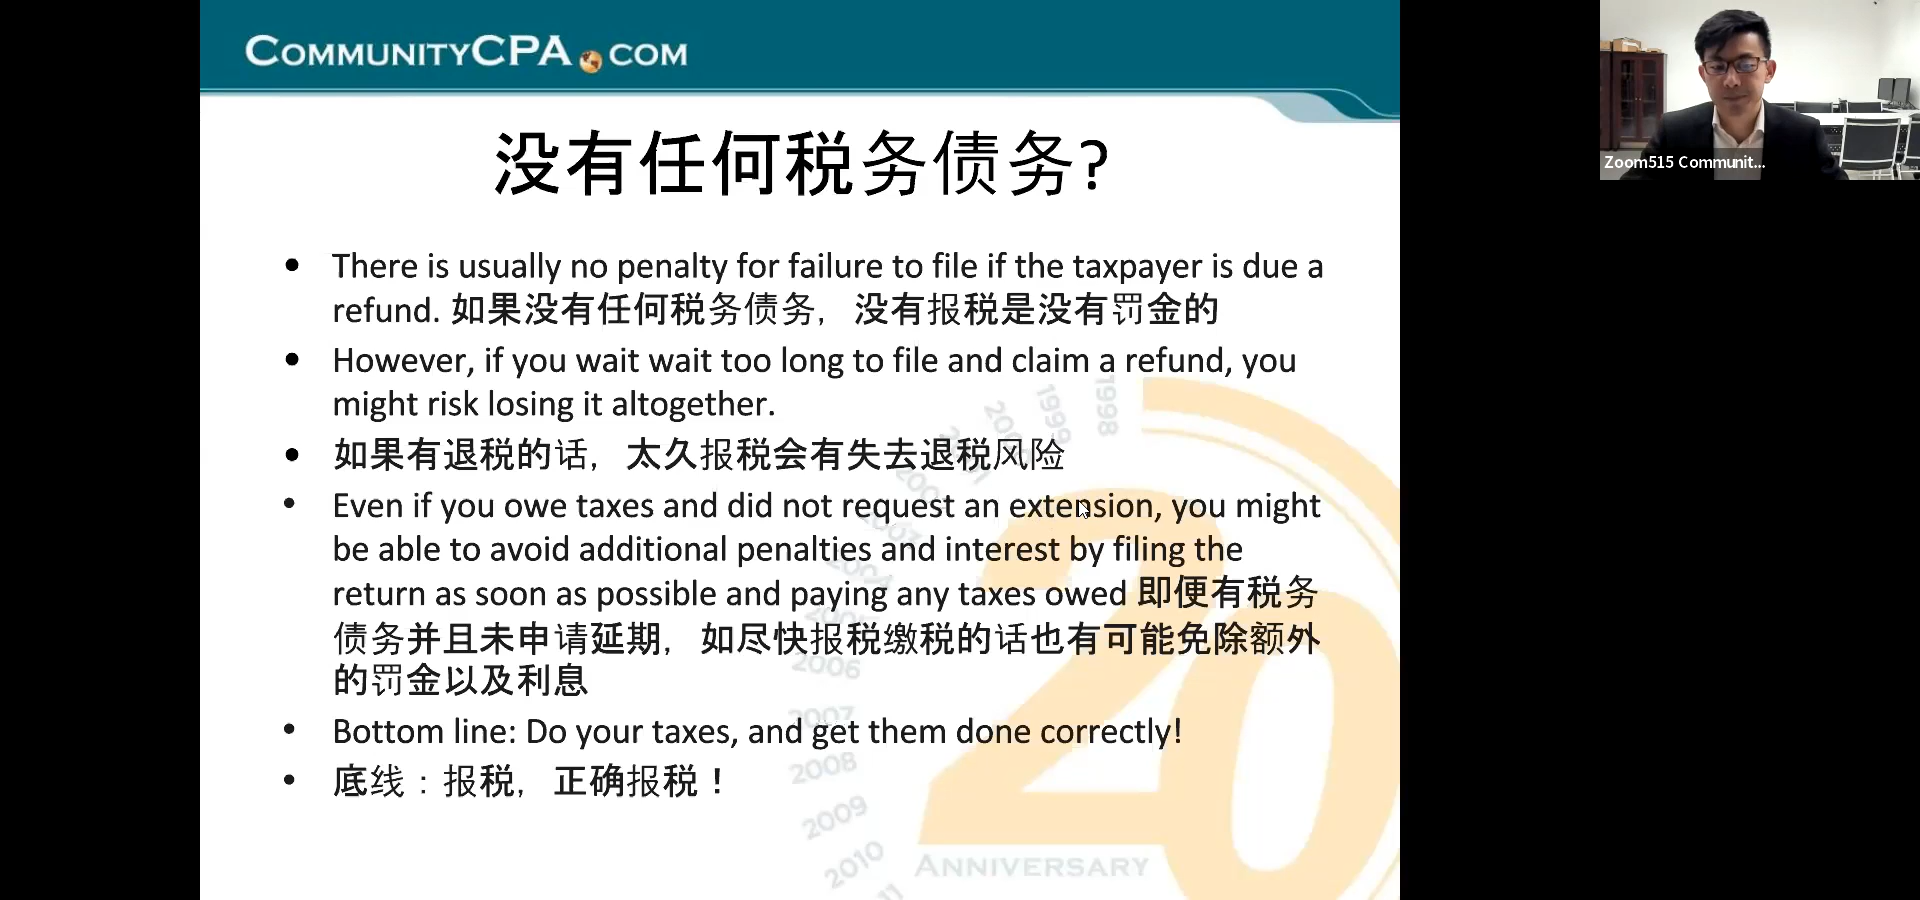 COMMUNITYCPA.COM
没有任何税务债务?
• There is usually no penalty for failure to file if the taxpayer is due a
refund. 如果没有任何税务债务， 没有报税是没有罚金的
• However, if you wait wait too long to file and claim a refund, you
might risk losing it altogether.
• 如果有退税的话， 太久报税会有失去退税风险
• Even if you owe taxes and did not request an extension, you might
be able to avoid additional penalties and interest by filing the
return as soon as possible and paying any taxes owed 即便有税务
债务并且未申请延期， 如尽快报税缴税的话也有可能免除额外
的罚金以及利息
• Bottom line: Do your taxes, and get them done correctly!
• 底线：报税， 正确报税！
1998
1999
2006
2007
2008
2009
2010
20
ANNIVERSARY
Zoom515 Communit...